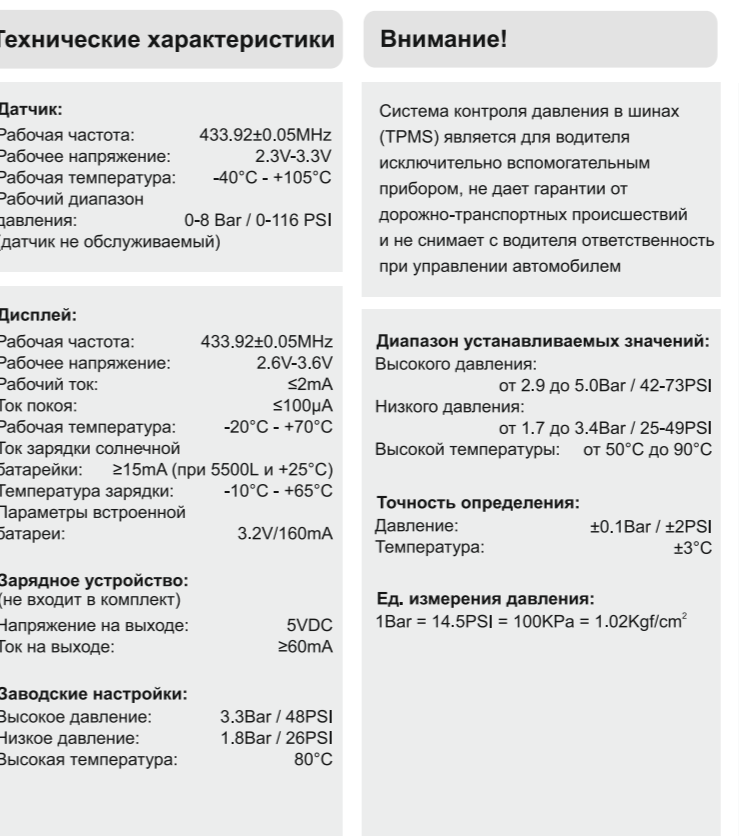 Технические характеристики
Датчик:
Рабочая частота: 433.92±0.05MHz
Рабочее напряжение: 2.3V-3.3V
Рабочая температура: -40°C - +105°C
Рабочий диапазон
давления: 0-8 Bar / 0-116 PSI
(датчик не обслуживаемый)
Дисплей:
Рабочая частота: 433.92±0.05MHz
Рабочее напряжение: 2.6V-3.6V
Рабочий ток: ≤2mA
Ток покоя: ≤100µA
Рабочая температура: -20°C - +70°C
Ток зарядки солнечной
батарейки: ≥15mA (при 5500L и +25°C)
Температура зарядки: -10°C - +65°C
Параметры встроенной
батареи: 3.2V/160mA
Зарядное устройство:
(не входит в комплект)
Напряжение на выходе: 5VDC
Ток на выходе: ≥60mA
Заводские настройки:
Высокое давление: 3.3Bar / 48PSI
Низкое давление: 1.8Bar / 26PSI
Высокая температура: 80°C
Внимание!
Система контроля давления в шинах
(TPMS) является для водителя
исключительно вспомогательным
прибором, не дает гарантии от
дорожно-транспортных происшествий
и не снимает с водителя ответственность
при управлении автомобилем
Диапазон устанавливаемых значений:
Высокого давления:
от 2.9 до 5.0Bar / 42-73PSI
Низкого давления:
от 1.7 до 3.4Bar / 25-49PSI
Высокой температуры: от 50°C до 90°C
Точность определения:
Давление: ±0.1Bar / ±2PSI
Температура: ±3°C
Ед. измерения давления:
1Bar = 14.5PSI = 100KPa = 1.02Kgf/cm²